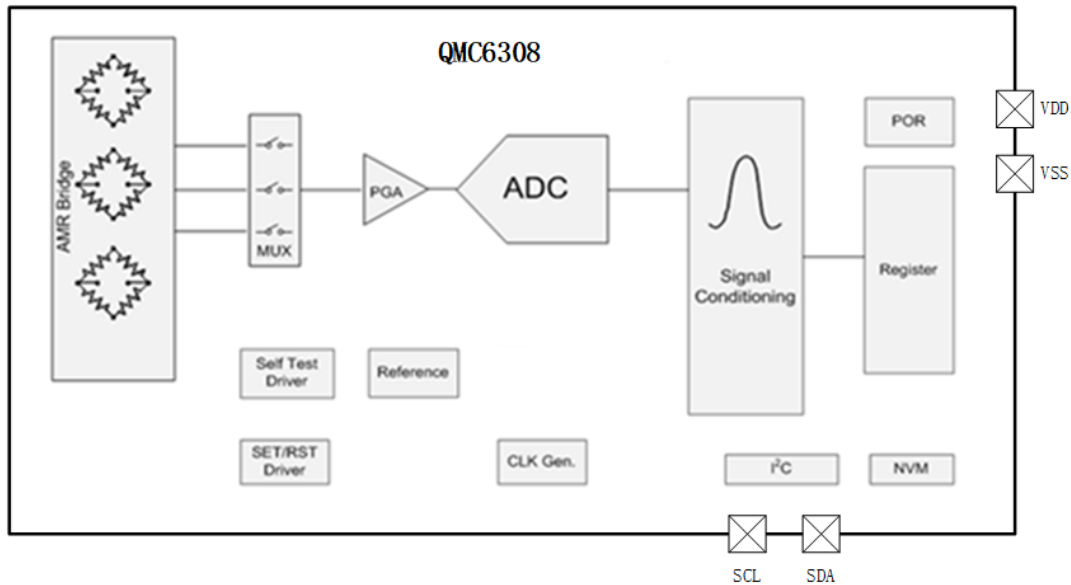 QMC6308
AMR Bridge
MUX
PGA
ADC
Signal
Conditioning
POR
Register
VDD
VSS
Self Test
Driver
Reference
SET/RST
Driver
CLK Gen.
I²C
NVM
SCL
SDA